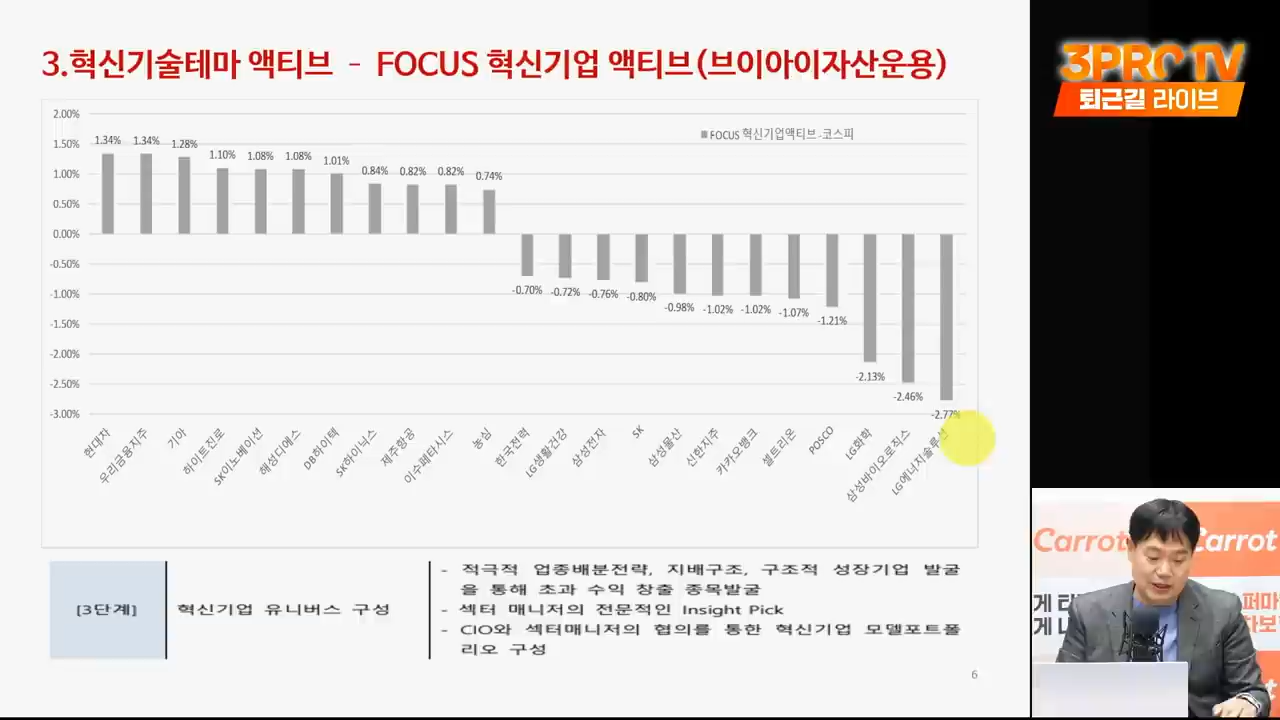 3.혁신기술테마 액티브 - FOCUS 혁신기업 액티브(브이아이자산운용)
3PRO TV
퇴근길 라이브
FOCUS 혁신기업액티브-코스피
2.00%
1.50%
1.00%
0.50%
0.00%
-0.50%
-1.00%
-1.50%
-2.00%
-2.50%
-3.00%
1.34% 1.34% 1.28% 1.10% 1.08% 1.08% 1.01% 0.84% 0.82% 0.82% 0.74% -0.70% -0.72% -0.76% -0.80% -0.98% -1.02% -1.02% -1.07% -1.21% -2.13% -2.46% -2.77%
현대차 우리금융지주 기아 하이트진로 SK이노베이션 해성디에스 DB하이텍 SK하이닉스 제주항공 이수페타시스 농심 한국전력 LG생활건강 삼성전자 SK 삼성물산 신한지주 카카오뱅크 셀트리온 POSCO LG화학 삼성바이오로직스 LG에너지솔루션
[3단계]
혁신기업 유니버스 구성
- 적극적 업종배분전략, 지배구조, 구조적 성장기업 발굴
을 통해 초과 수익 창출 종목발굴
- 섹터 매니저의 전문적인 Insight Pick
- CIO와 섹터매니저의 협의를 통한 혁신기업 모델포트폴
리오 구성
6
Carrot Carrot